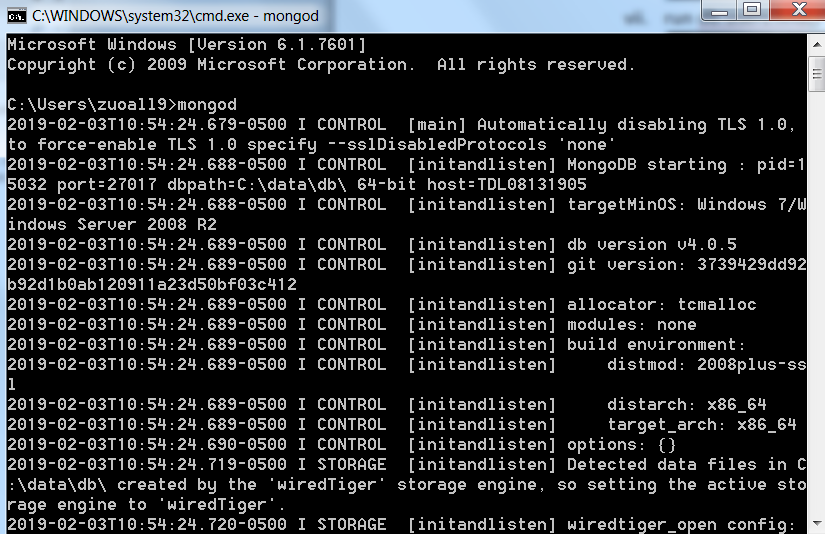 C:\WINDOWS\system32\cmd.exe - mongod
Microsoft Windows [Version 6.1.7601]
Copyright (c) 2009 Microsoft Corporation.  All rights reserved.
C:\Users\zuoall9>mongod
2019-02-03T10:54:24.679-0500 I CONTROL  [main] Automatically disabling TLS 1.0,
to force-enable TLS 1.0 specify --sslDisabledProtocols 'none'
2019-02-03T10:54:24.688-0500 I CONTROL  [initandlisten] MongoDB starting : pid=1
5032 port=27017 dbpath=C:\data\db\ 64-bit host=TDL08131905
2019-02-03T10:54:24.688-0500 I CONTROL  [initandlisten] targetMinOS: Windows 7/W
indows Server 2008 R2
2019-02-03T10:54:24.689-0500 I CONTROL  [initandlisten] db version v4.0.5
2019-02-03T10:54:24.689-0500 I CONTROL  [initandlisten] git version: 3739429dd92
b92d1b0ab120911a23d50bf03c412
2019-02-03T10:54:24.689-0500 I CONTROL  [initandlisten] allocator: tcmalloc
2019-02-03T10:54:24.689-0500 I CONTROL  [initandlisten] modules: none
2019-02-03T10:54:24.689-0500 I CONTROL  [initandlisten] build environment:
2019-02-03T10:54:24.689-0500 I CONTROL  [initandlisten]     distmod: 2008plus-ss
l
2019-02-03T10:54:24.689-0500 I CONTROL  [initandlisten]     distarch: x86_64
2019-02-03T10:54:24.689-0500 I CONTROL  [initandlisten]     target_arch: x86_64
2019-02-03T10:54:24.690-0500 I CONTROL  [initandlisten] options: {}
2019-02-03T10:54:24.719-0500 I STORAGE  [initandlisten] Detected data files in C
:\data\db\ created by the 'wiredTiger' storage engine, so setting the active sto
rage engine to 'wiredTiger'.
2019-02-03T10:54:24.720-0500 I STORAGE  [initandlisten] wiredtiger_open config: